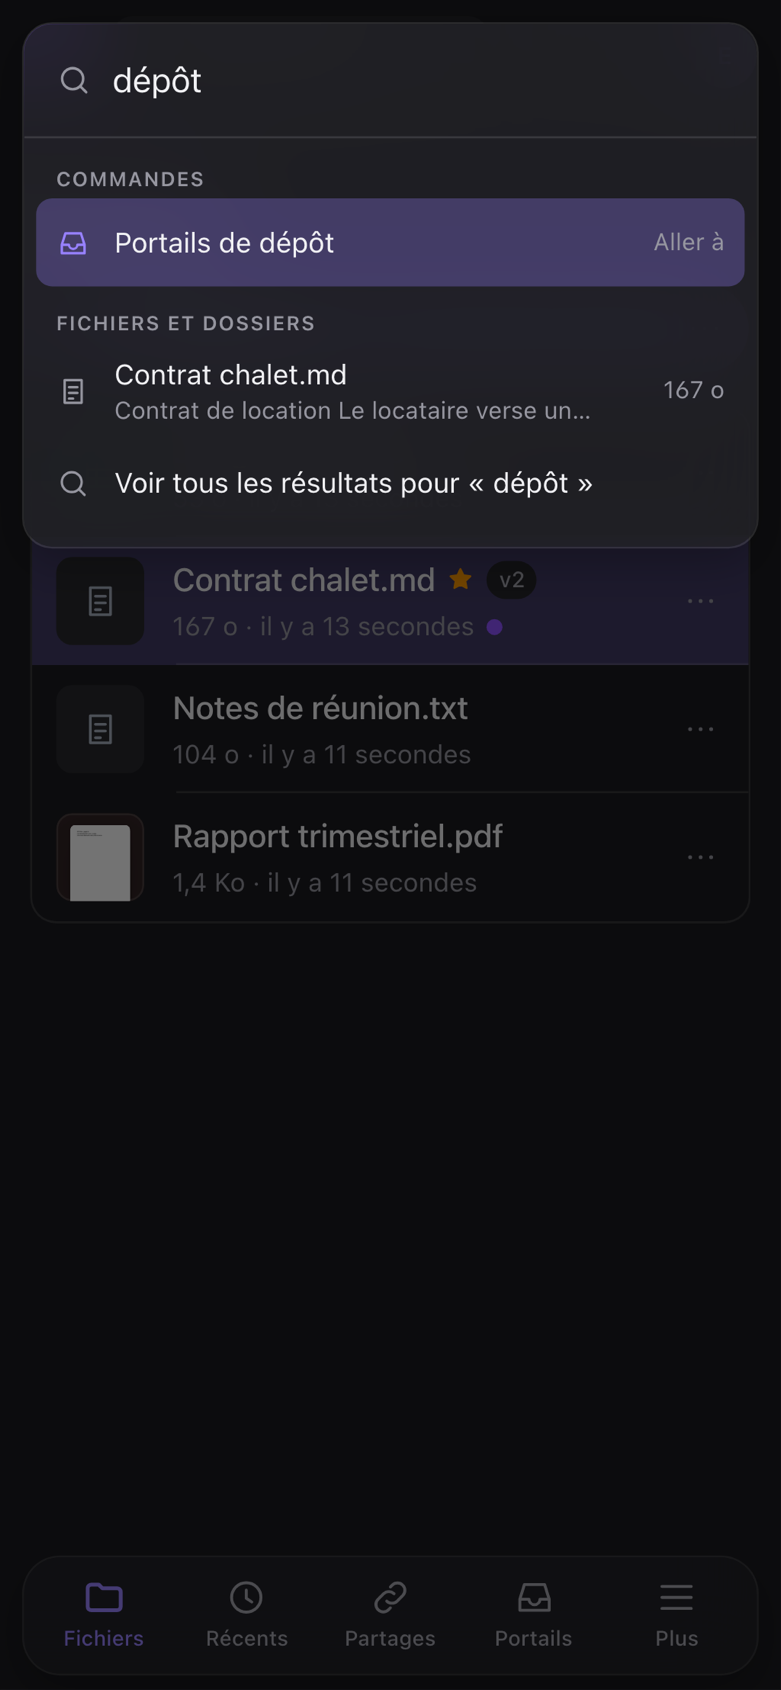 dépôt
COMMANDES
Portails de dépôt Aller à
FICHIERS ET DOSSIERS
Contrat chalet.md 167 o
Contrat de location Le locataire verse un...
Voir tous les résultats pour « dépôt »
Contrat chalet.md v2
167 o · il y a 13 secondes
Notes de réunion.txt
104 o · il y a 11 secondes
Rapport trimestriel.pdf
1,4 Ko · il y a 11 secondes
Fichiers Récents Partages Portails Plus